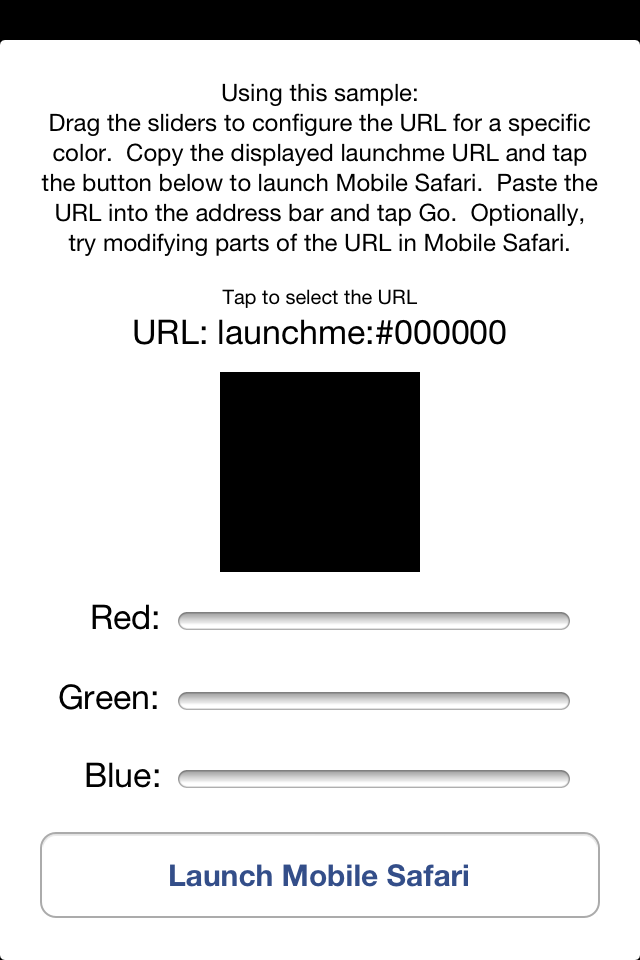 Using this sample:
Drag the sliders to configure the URL for a specific
color.  Copy the displayed launchme URL and tap
the button below to launch Mobile Safari.  Paste the
URL into the address bar and tap Go.  Optionally,
try modifying parts of the URL in Mobile Safari.
Tap to select the URL
URL: launchme:#000000
Red:
Green:
Blue:
Launch Mobile Safari